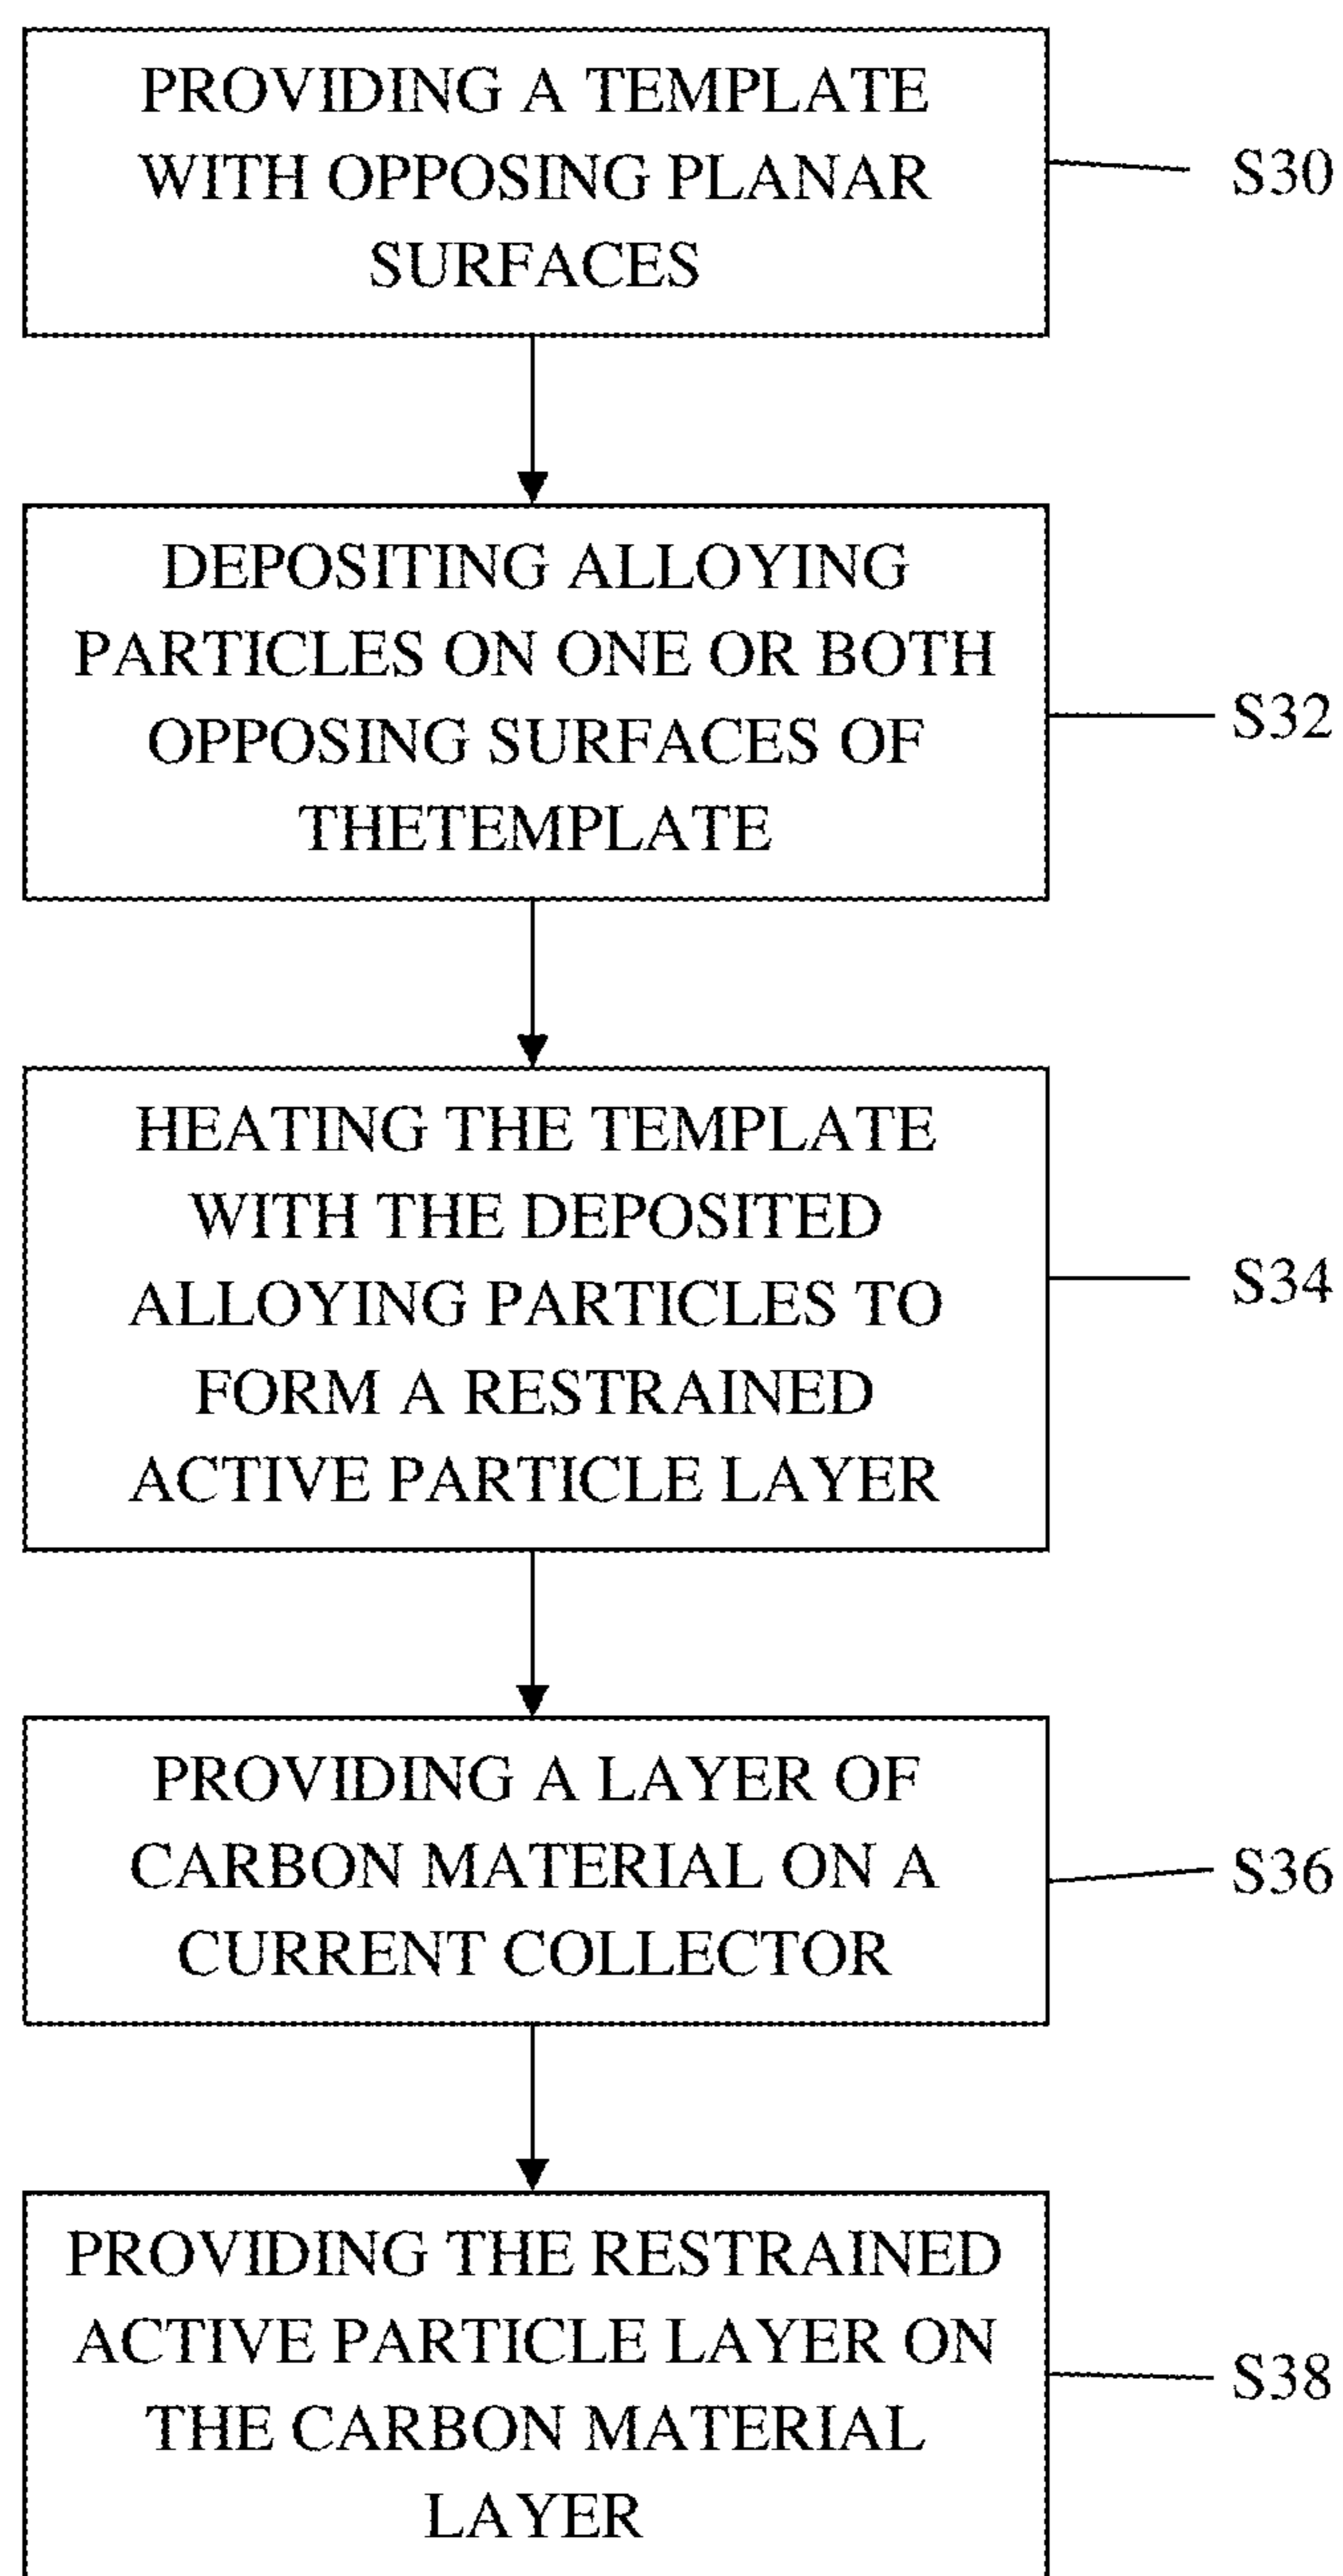 PROVIDING A TEMPLATE
WITH OPPOSING PLANAR
SURFACES
S30
DEPOSITING ALLOYING
PARTICLES ON ONE OR BOTH
OPPOSING SURFACES OF
THETEMPLATE
S32
HEATING THE TEMPLATE
WITH THE DEPOSITED
ALLOYING PARTICLES TO
FORM A RESTRAINED
ACTIVE PARTICLE LAYER
S34
PROVIDING A LAYER OF
CARBON MATERIAL ON A
CURRENT COLLECTOR
S36
PROVIDING THE RESTRAINED
ACTIVE PARTICLE LAYER ON
THE CARBON MATERIAL
LAYER
S38